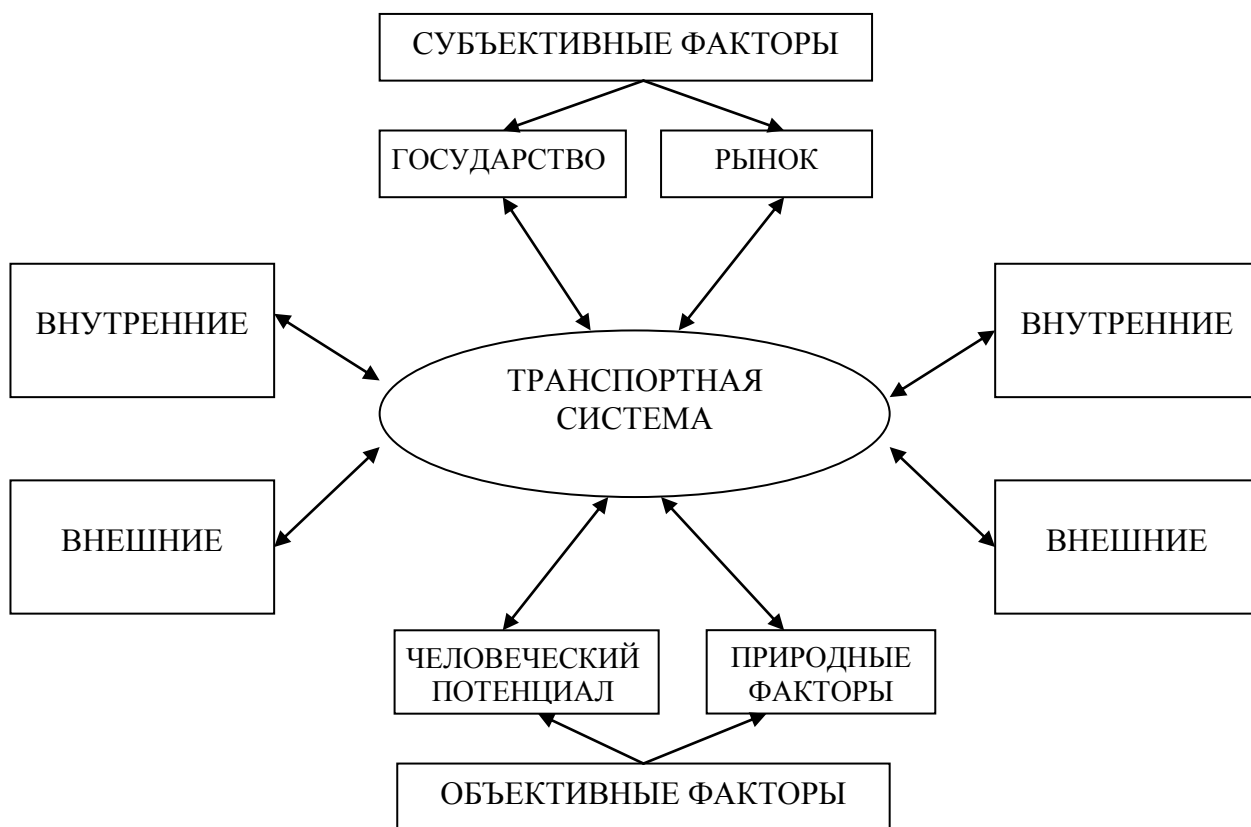 СУБЪЕКТИВНЫЕ ФАКТОРЫ
ГОСУДАРСТВО
РЫНОК
ВНУТРЕННИЕ
ВНУТРЕННИЕ
ТРАНСПОРТНАЯ
СИСТЕМА
ВНЕШНИЕ
ВНЕШНИЕ
ЧЕЛОВЕЧЕСКИЙ
ПОТЕНЦИАЛ
ПРИРОДНЫЕ
ФАКТОРЫ
ОБЪЕКТИВНЫЕ ФАКТОРЫ